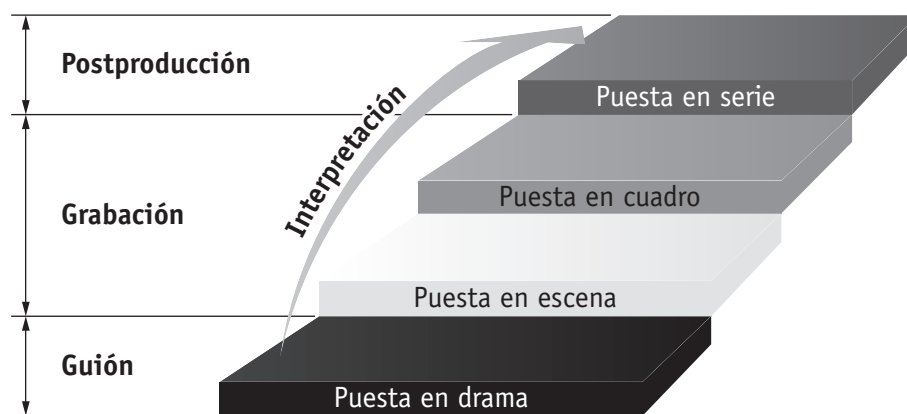 Postproducción
Puesta en serie
Interpretación
Puesta en cuadro
Grabación
Puesta en escena
Guión
Puesta en drama